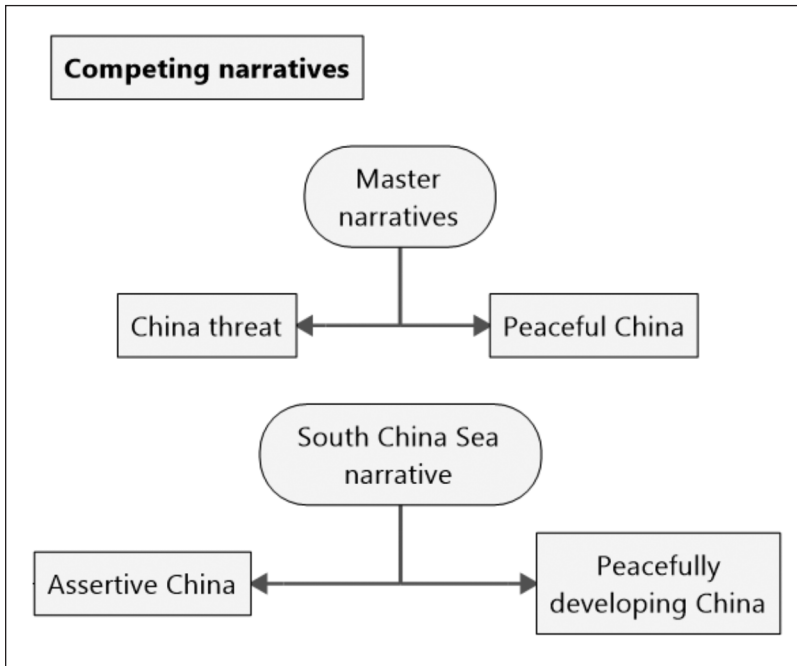 Competing narratives
Master
narratives
China threat
Peaceful China
South China Sea
narrative
Assertive China
Peacefully
developing China